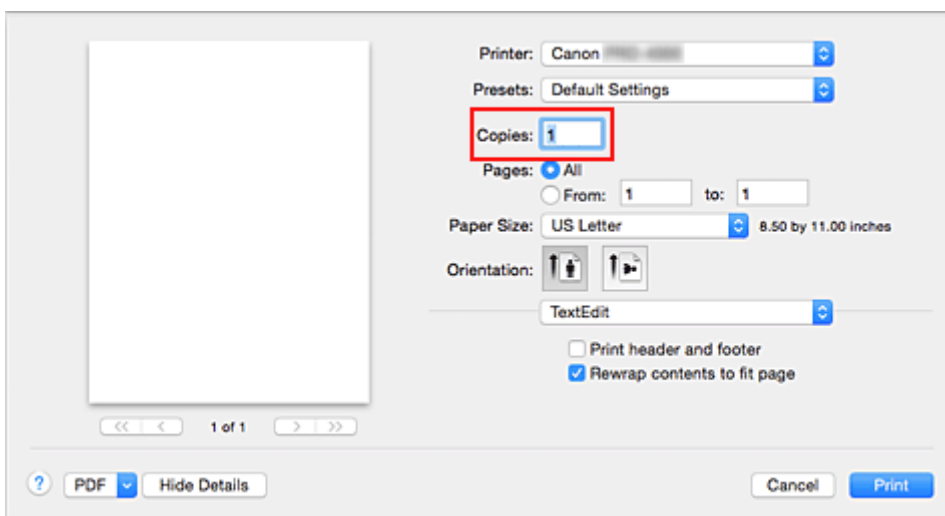 Printer: Canon
Presets: Default Settings
Copies: 1
Pages: All
From: 1 to: 1
Paper Size: US Letter 8.50 by 11.00 inches
Orientation:
TextEdit
Print header and footer
Rewrap contents to fit page
<< < 1 of 1 > >>
? PDF Hide Details Cancel Print